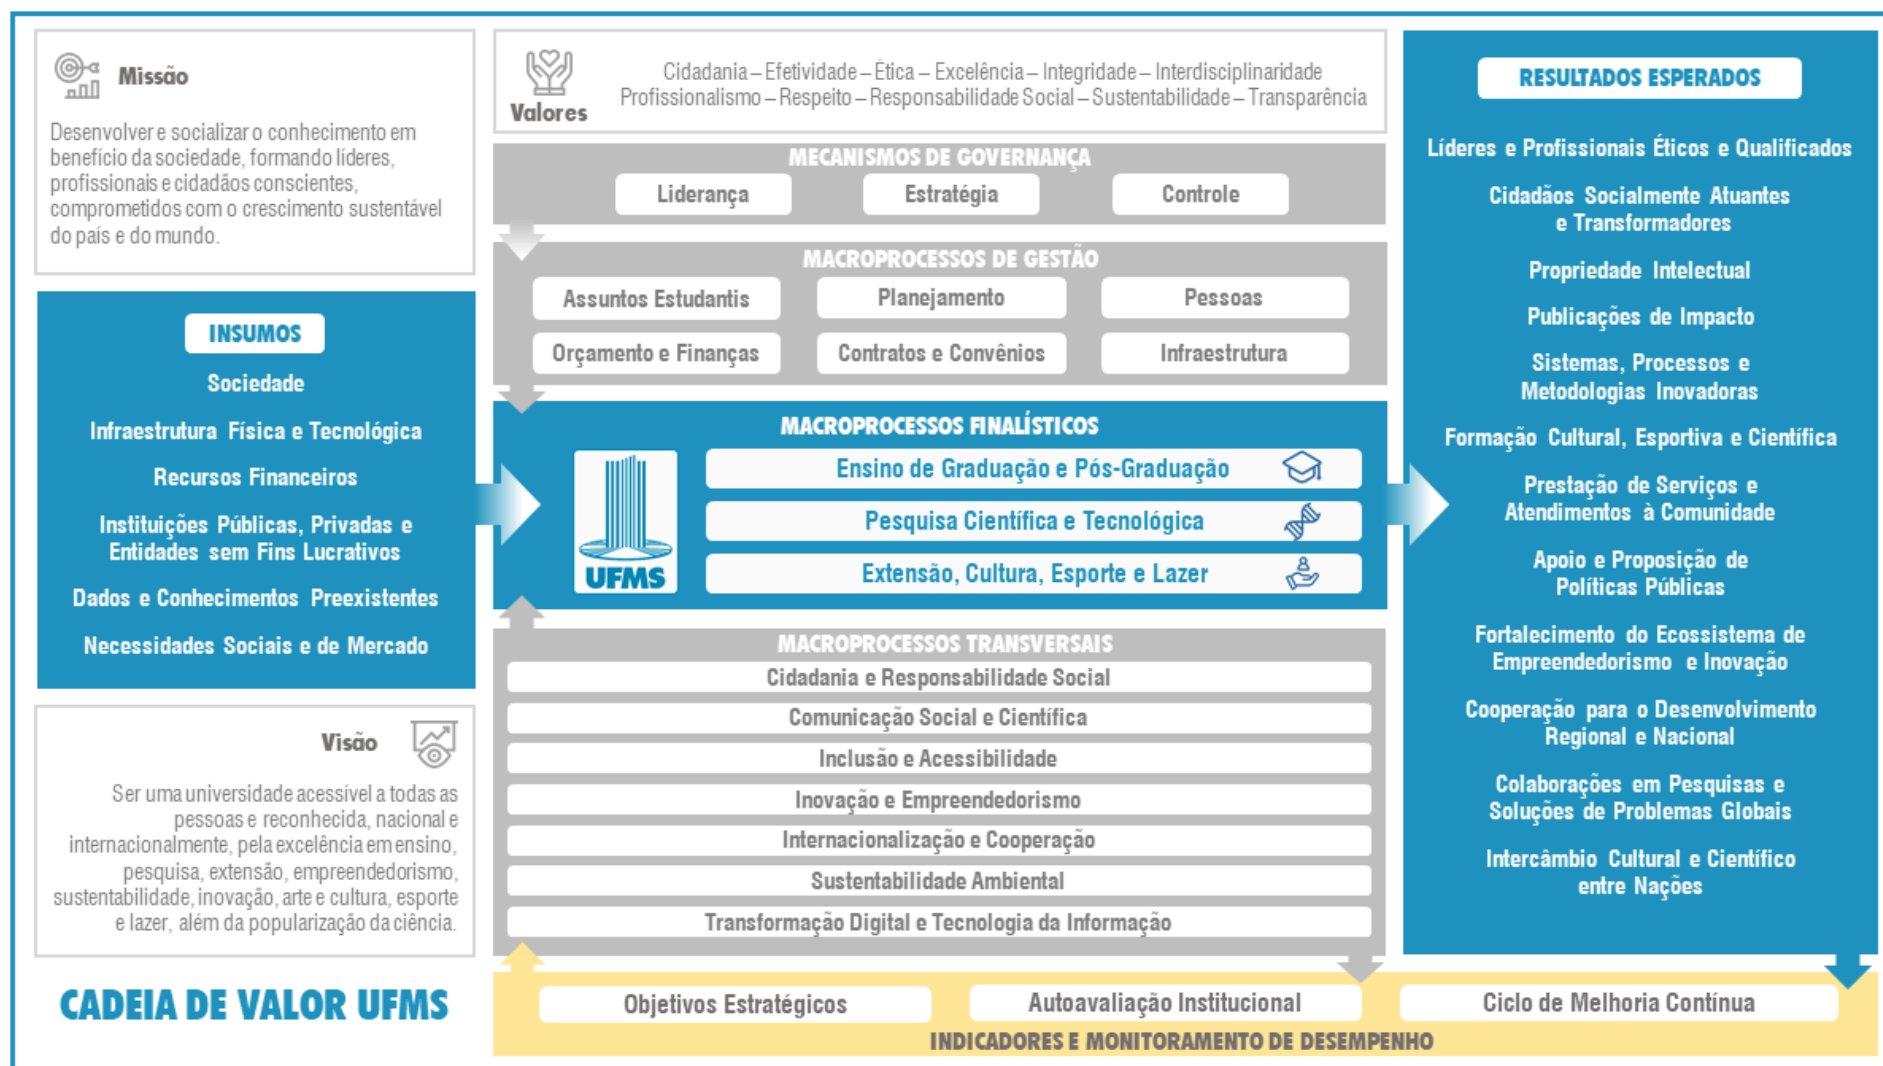 Missão
Desenvolver e socializar o conhecimento em
benefício da sociedade, formando líderes,
profissionais e cidadãos conscientes,
comprometidos com o crescimento sustentável
do país e do mundo.
INSUMOS
Sociedade
Infraestrutura Física e Tecnológica
Recursos Financeiros
Instituições Públicas, Privadas e
Entidades sem Fins Lucrativos
Dados e Conhecimentos Preexistentes
Necessidades Sociais e de Mercado
Visão
Ser uma universidade acessível a todas as
pessoas e reconhecida, nacional e
internacionalmente, pela excelência em ensino,
pesquisa, extensão, empreendedorismo,
sustentabilidade, inovação, arte e cultura, esporte
e lazer, além da popularização da ciência.
CADEIA DE VALOR UFMS
Valores
Cidadania – Efetividade – Ética – Excelência – Integridade – Interdisciplinaridade
Profissionalismo – Respeito – Responsabilidade Social – Sustentabilidade – Transparência
MECANISMOS DE GOVERNANÇA
Liderança
Estratégia
Controle
MACROPROCESSOS DE GESTÃO
Assuntos Estudantis
Planejamento
Pessoas
Orçamento e Finanças
Contratos e Convênios
Infraestrutura
MACROPROCESSOS FINALÍSTICOS
UFMS
Ensino de Graduação e Pós-Graduação
Pesquisa Científica e Tecnológica
Extensão, Cultura, Esporte e Lazer
MACROPROCESSOS TRANSVERSAIS
Cidadania e Responsabilidade Social
Comunicação Social e Científica
Inclusão e Acessibilidade
Inovação e Empreendedorismo
Internacionalização e Cooperação
Sustentabilidade Ambiental
Transformação Digital e Tecnologia da Informação
Objetivos Estratégicos
Autoavaliação Institucional
Ciclo de Melhoria Contínua
INDICADORES E MONITORAMENTO DE DESEMPENHO
RESULTADOS ESPERADOS
Líderes e Profissionais Éticos e Qualificados
Cidadãos Socialmente Atuantes
e Transformadores
Propriedade Intelectual
Publicações de Impacto
Sistemas, Processos e
Metodologias Inovadoras
Formação Cultural, Esportiva e Científica
Prestação de Serviços e
Atendimentos à Comunidade
Apoio e Proposição de
Políticas Públicas
Fortalecimento do Ecossistema de
Empreendedorismo e Inovação
Cooperação para o Desenvolvimento
Regional e Nacional
Colaborações em Pesquisas e
Soluções de Problemas Globais
Intercâmbio Cultural e Científico
entre Nações